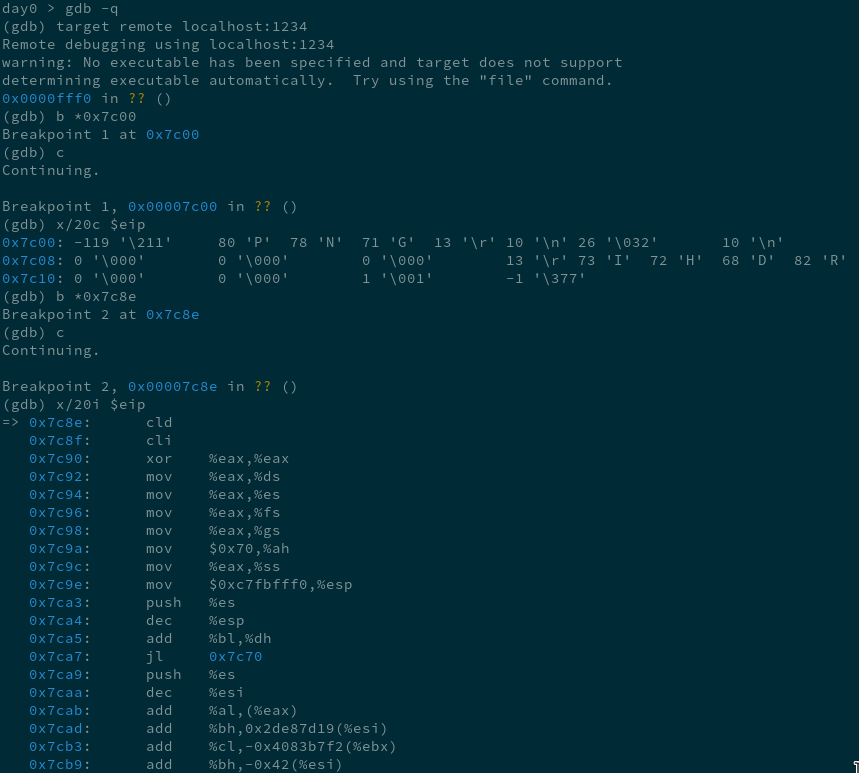 day0 > gdb -q
(gdb) target remote localhost:1234
Remote debugging using localhost:1234
warning: No executable has been specified and target does not support
determining executable automatically.  Try using the "file" command.
0x0000fff0 in ?? ()
(gdb) b *0x7c00
Breakpoint 1 at 0x7c00
(gdb) c
Continuing.

Breakpoint 1, 0x00007c00 in ?? ()
(gdb) x/20c $eip
0x7c00: -119 '\211'     80 'P'  78 'N'  71 'G'  13 '\r' 10 '\n' 26 '\032'       10 '\n'
0x7c08: 0 '\000'        0 '\000'        0 '\000'        13 '\r' 73 'I'  72 'H'  68 'D'  82 'R'
0x7c10: 0 '\000'        0 '\000'        1 '\001'        -1 '\377'
(gdb) b *0x7c8e
Breakpoint 2 at 0x7c8e
(gdb) c
Continuing.

Breakpoint 2, 0x00007c8e in ?? ()
(gdb) x/20i $eip
=> 0x7c8e:      cld
   0x7c8f:      cli
   0x7c90:      xor    %eax,%eax
   0x7c92:      mov    %eax,%ds
   0x7c94:      mov    %eax,%es
   0x7c96:      mov    %eax,%fs
   0x7c98:      mov    %eax,%gs
   0x7c9a:      mov    $0x70,%ah
   0x7c9c:      mov    %eax,%ss
   0x7c9e:      mov    $0xc7fbfff0,%esp
   0x7ca3:      push   %es
   0x7ca4:      dec    %esp
   0x7ca5:      add    %bl,%dh
   0x7ca7:      jl     0x7c70
   0x7ca9:      push   %es
   0x7caa:      dec    %esi
   0x7cab:      add    %al,(%eax)
   0x7cad:      add    %bh,0x2de87d19(%esi)
   0x7cb3:      add    %cl,-0x4083b7f2(%ebx)
   0x7cb9:      add    %bh,-0x42(%esi)